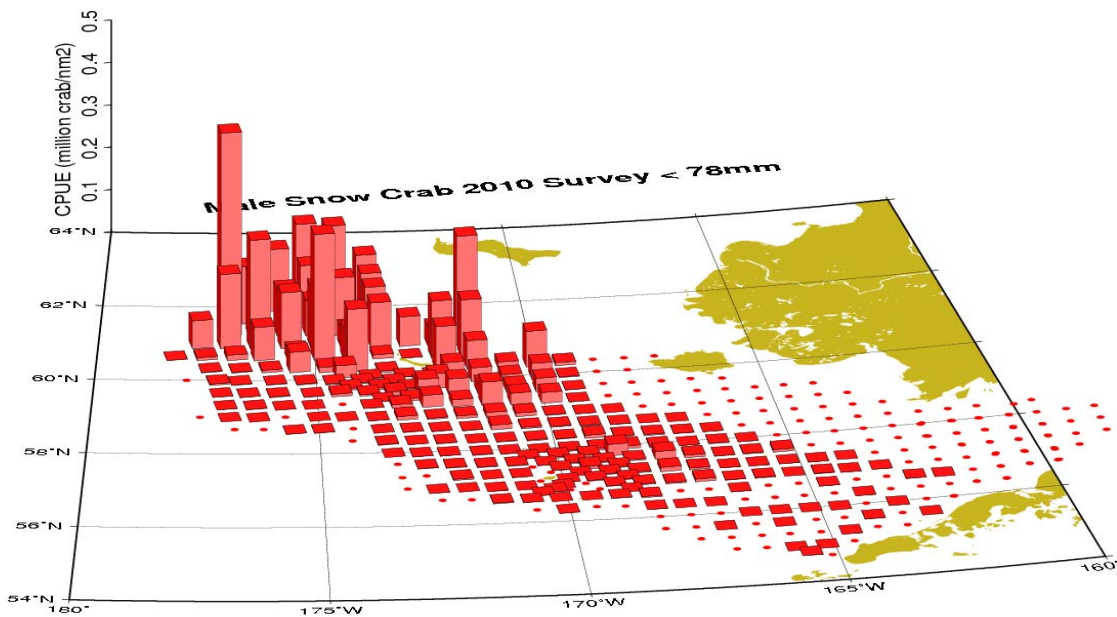 0.5
0.4
0.3
0.2
0.1
CPUE (million crab/nm2)
Male Snow Crab 2010 Survey < 78mm
64°N
62°N
60°N
58°N
56°N
54°N
180°
175°W
170°W
165°W
160°